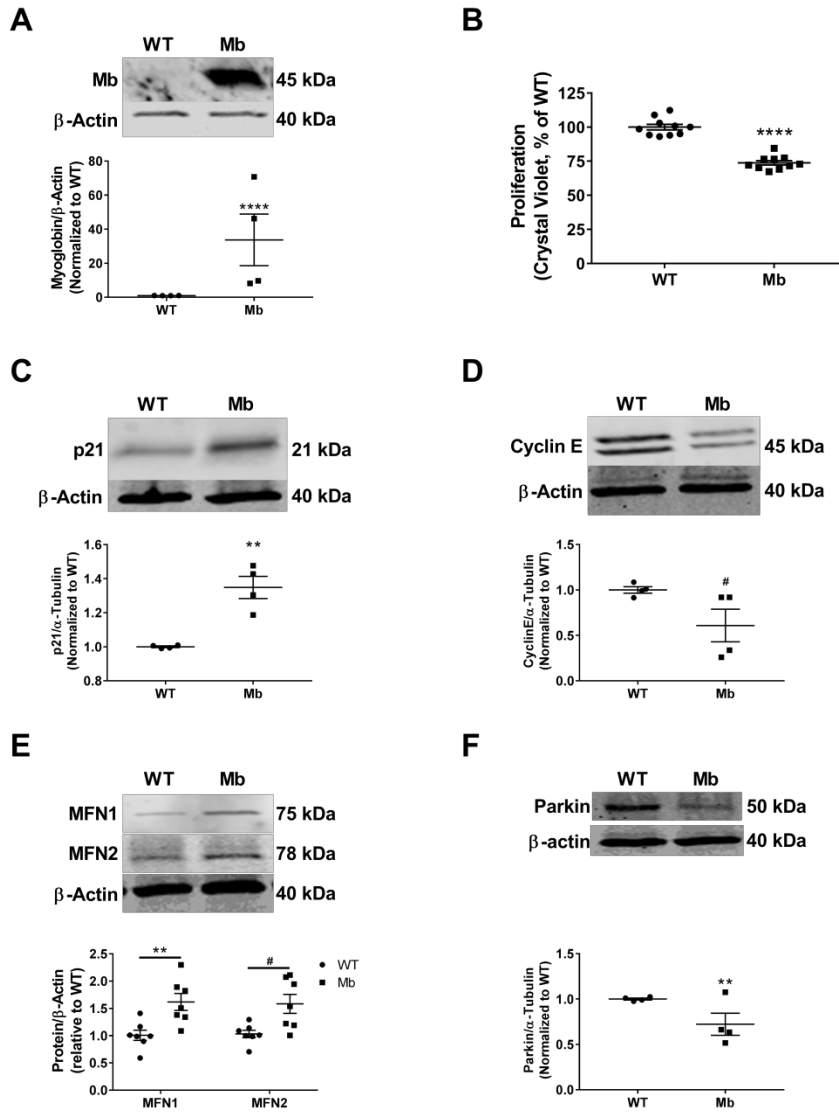 A
WT Mb
Mb 45 kDa
β-Actin 40 kDa
Myoglobin/β-Actin
(Normalized to WT)
80
60
40
20
0
****
WT Mb
B
Proliferation
(Crystal Violet, % of WT)
125
100
75
50
25
0
****
WT Mb
C
WT Mb
p21 21 kDa
β-Actin 40 kDa
p21/α-Tubulin
(Normalized to WT)
1.6
1.4
1.2
1.0
0.8
**
WT Mb
D
WT Mb
Cyclin E 45 kDa
β-Actin 40 kDa
CyclinE/α-Tubulin
(Normalized to WT)
1.5
1.0
0.5
0.0
#
WT Mb
E
WT Mb
MFN1 75 kDa
MFN2 78 kDa
β-Actin 40 kDa
Protein/β-Actin
(relative to WT)
2.5
2.0
1.5
1.0
0.5
0.0
** #
WT
Mb
MFN1 MFN2
F
WT Mb
Parkin 50 kDa
β-actin 40 kDa
Parkin/α-Tubulin
(Normalized to WT)
1.5
1.0
0.5
0.0
**
WT Mb